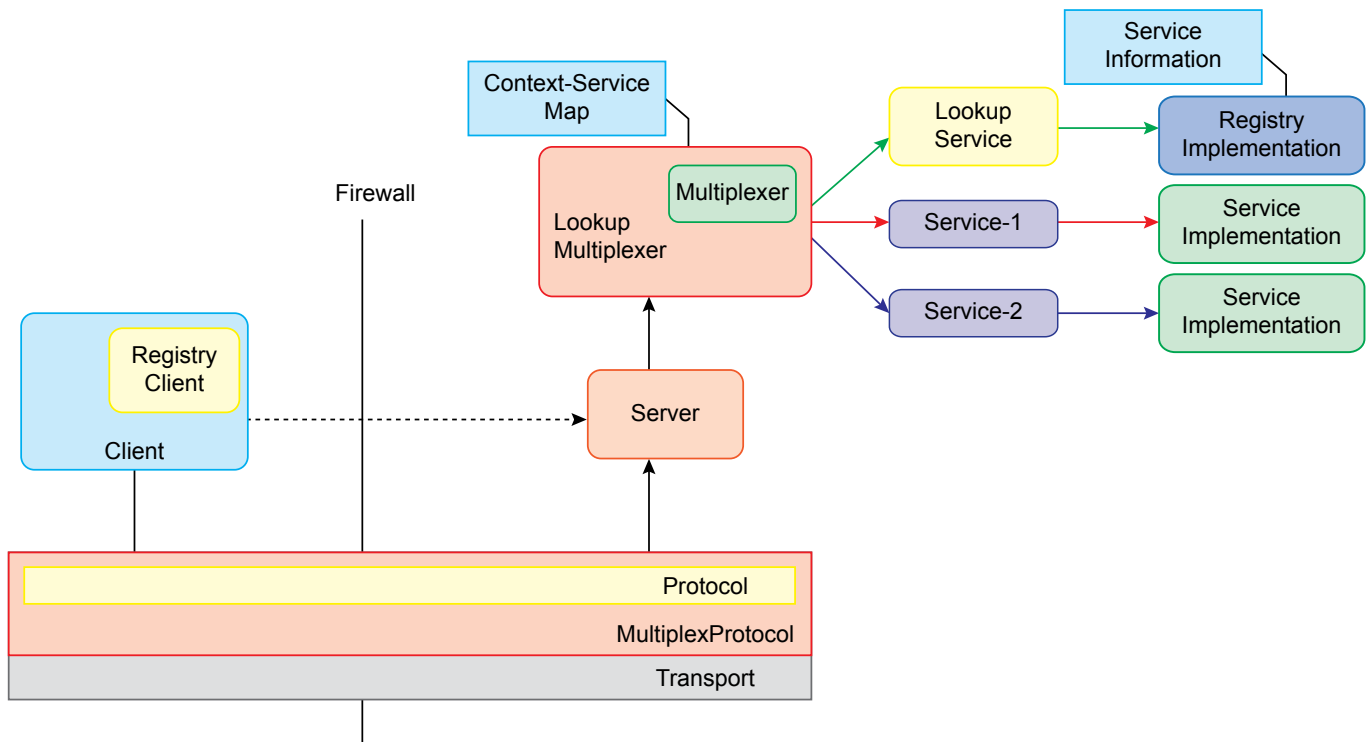 Service
Information
Context-Service
Map
Lookup
Service
Registry
Implementation
Firewall
Multiplexer
Lookup
Multiplexer
Service-1
Service
Implementation
Service-2
Service
Implementation
Registry
Client
Client
Server
Protocol
MultiplexProtocol
Transport